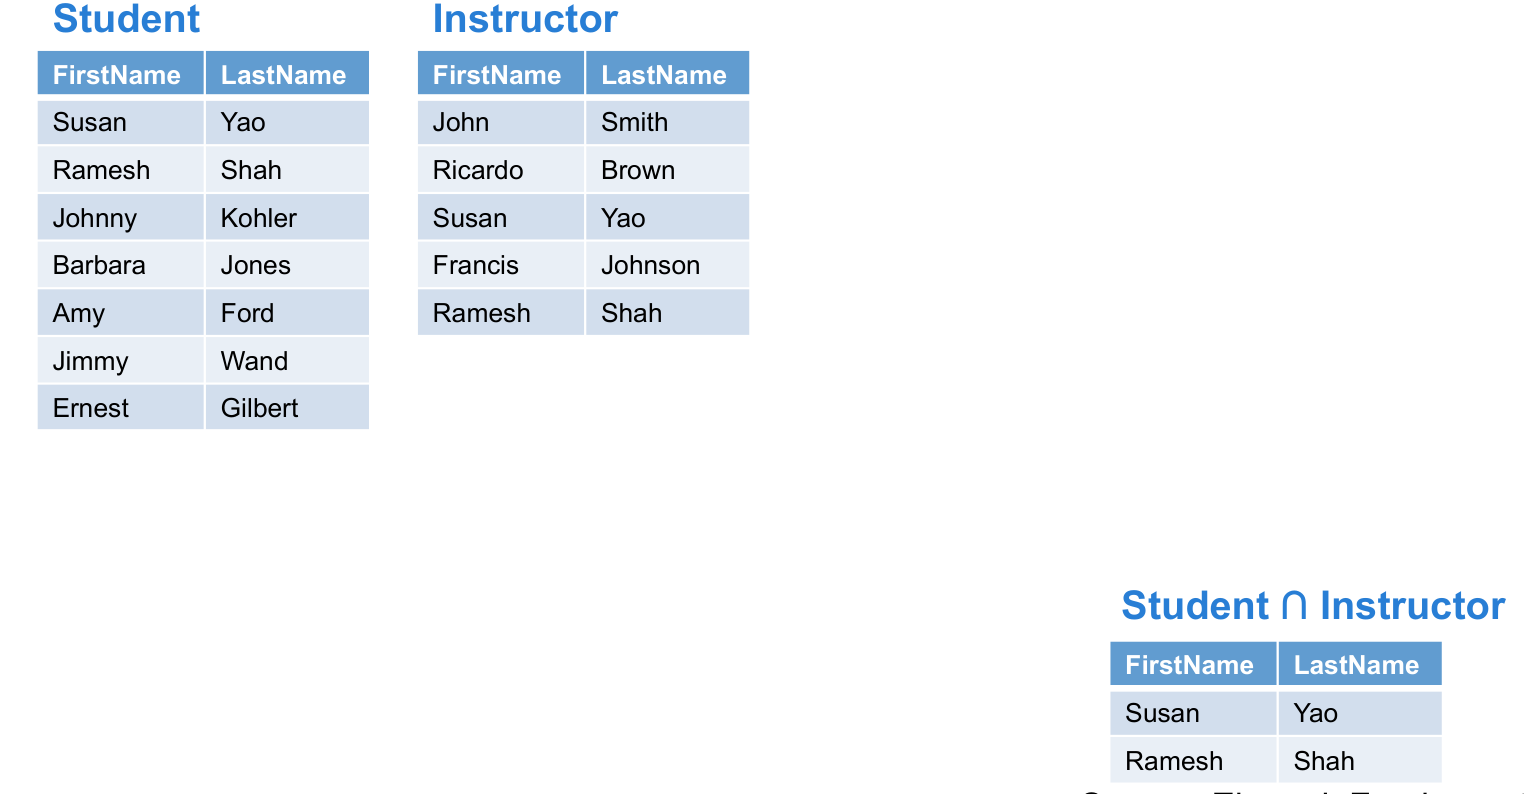 Student
FirstName LastName
Susan Yao
Ramesh Shah
Johnny Kohler
Barbara Jones
Amy Ford
Jimmy Wand
Ernest Gilbert
Instructor
FirstName LastName
John Smith
Ricardo Brown
Susan Yao
Francis Johnson
Ramesh Shah
Student ∩ Instructor
FirstName LastName
Susan Yao
Ramesh Shah